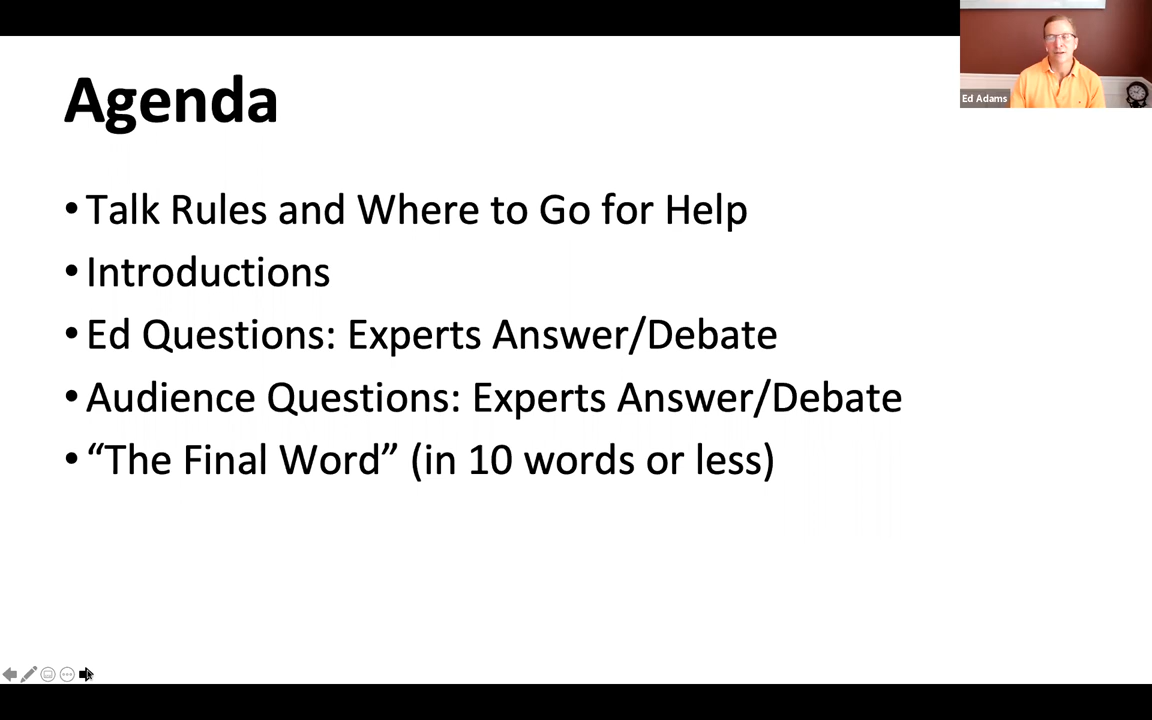 Agenda
Ed Adams
• Talk Rules and Where to Go for Help
• Introductions
• Ed Questions: Experts Answer/Debate
• Audience Questions: Experts Answer/Debate
• “The Final Word” (in 10 words or less)